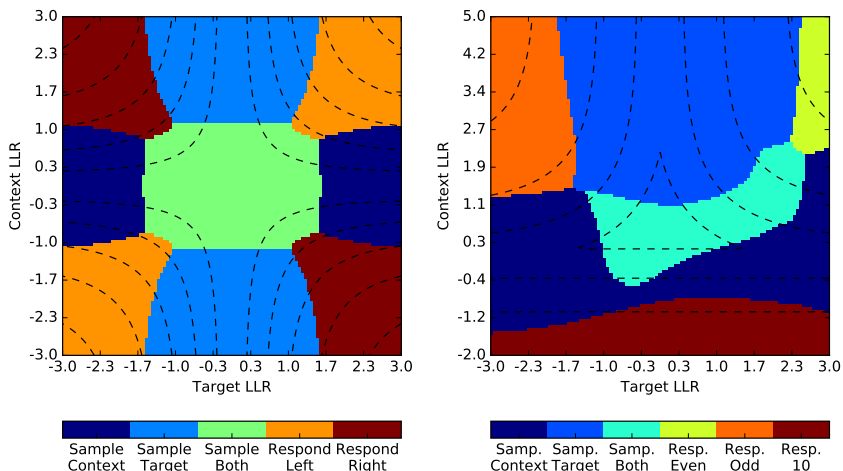 3.0
2.3
1.7
1.0
0.3
-0.3
-1.0
-1.7
-2.3
-3.0
Context LLR
-3.0 -2.3 -1.7 -1.0 -0.3 0.3 1.0 1.7 2.3 3.0
Target LLR
Sample Sample Sample Respond Respond
Context Target Both Left Right
5.0
4.2
3.4
2.7
1.9
1.1
0.3
-0.4
-1.2
-2.0
Context LLR
-3.0 -2.3 -1.7 -1.0 -0.3 0.3 1.0 1.7 2.3 3.0
Target LLR
Samp. Samp. Samp. Resp. Resp. Resp.
Context Target Both Even Odd 10